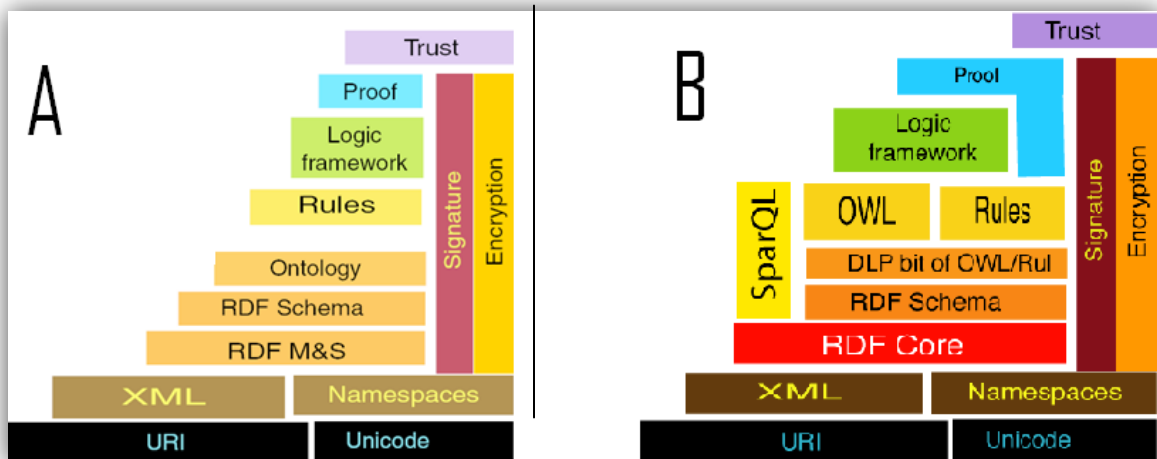 A
Trust
Proof
Logic
framework
Rules
Ontology
RDF Schema
RDF M&S
Signature
Encryption
XML
Namespaces
URI
Unicode
B
Trust
Proof
Logic
framework
SparQL
OWL
Rules
DLP bit of OWL/Rul
RDF Schema
RDF Core
Signature
Encryption
XML
Namespaces
URI
Unicode